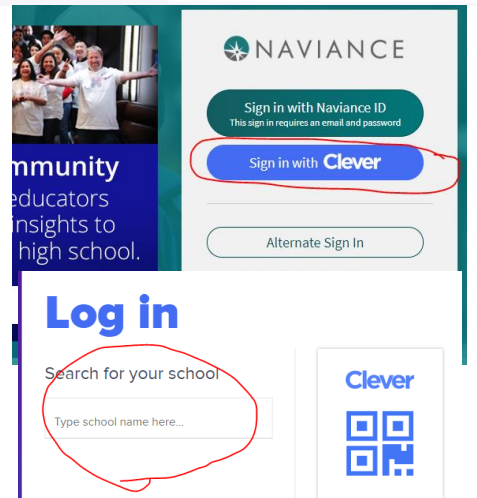 NAVIANCE
Sign in with Naviance ID
This sign in requires an email and password
Sign in with Clever
Alternate Sign In
mmunity
educators
insights to
high school.
Log in
Search for your school
Type school name here...
Clever